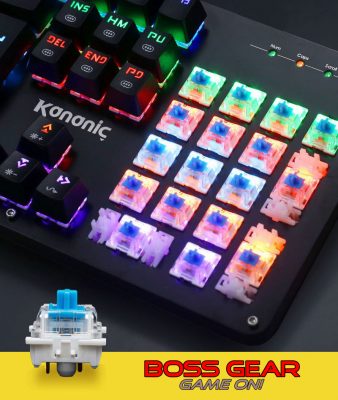 INS HM PU
DEL END PD
Num Caps Scroll
Kononic
BOSS GEAR
GAME ON!